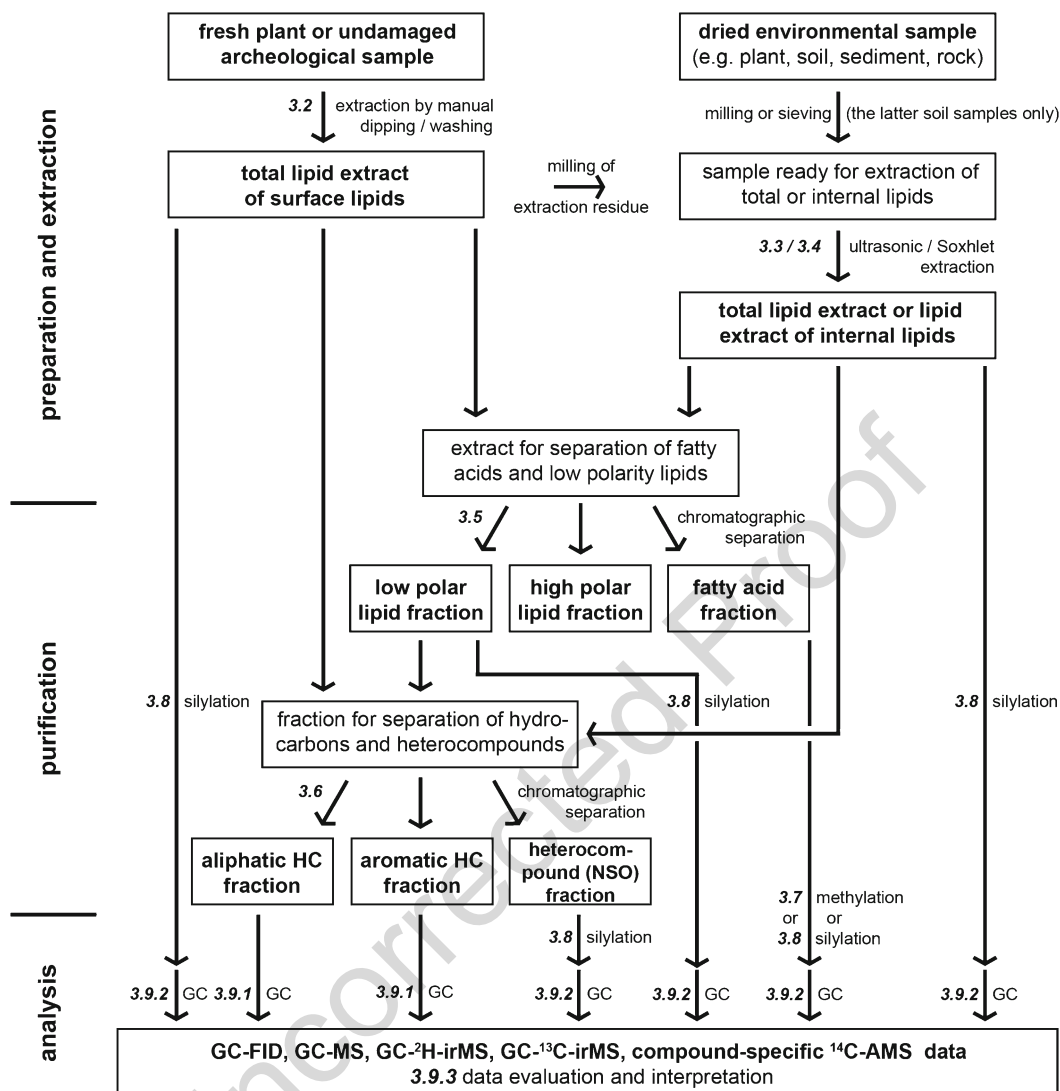 fresh plant or undamaged
archeological sample
dried environmental sample
(e.g. plant, soil, sediment, rock)
3.2 extraction by manual
dipping / washing
milling or sieving (the latter soil samples only)
total lipid extract
of surface lipids
milling of
extraction residue
sample ready for extraction of
total or internal lipids
3.3 / 3.4 ultrasonic / Soxhlet
extraction
total lipid extract or lipid
extract of internal lipids
preparation and extraction
extract for separation of fatty
acids and low polarity lipids
3.5 chromatographic
separation
low polar
lipid fraction
high polar
lipid fraction
fatty acid
fraction
purification
3.8 silylation
3.8 silylation
3.8 silylation
fraction for separation of hydro-
carbons and heterocompounds
3.6 chromatographic
separation
aliphatic HC
fraction
aromatic HC
fraction
heterocom-
pound (NSO)
fraction
3.7 methylation
or or
3.8 silylation
3.8 silylation
analysis
3.9.2 GC 3.9.1 GC 3.9.1 GC 3.9.2 GC 3.9.2 GC 3.9.2 GC 3.9.2 GC
GC-FID, GC-MS, GC-²H-irMS, GC-¹³C-irMS, compound-specific ¹⁴C-AMS data
3.9.3 data evaluation and interpretation
ncorrected Proof